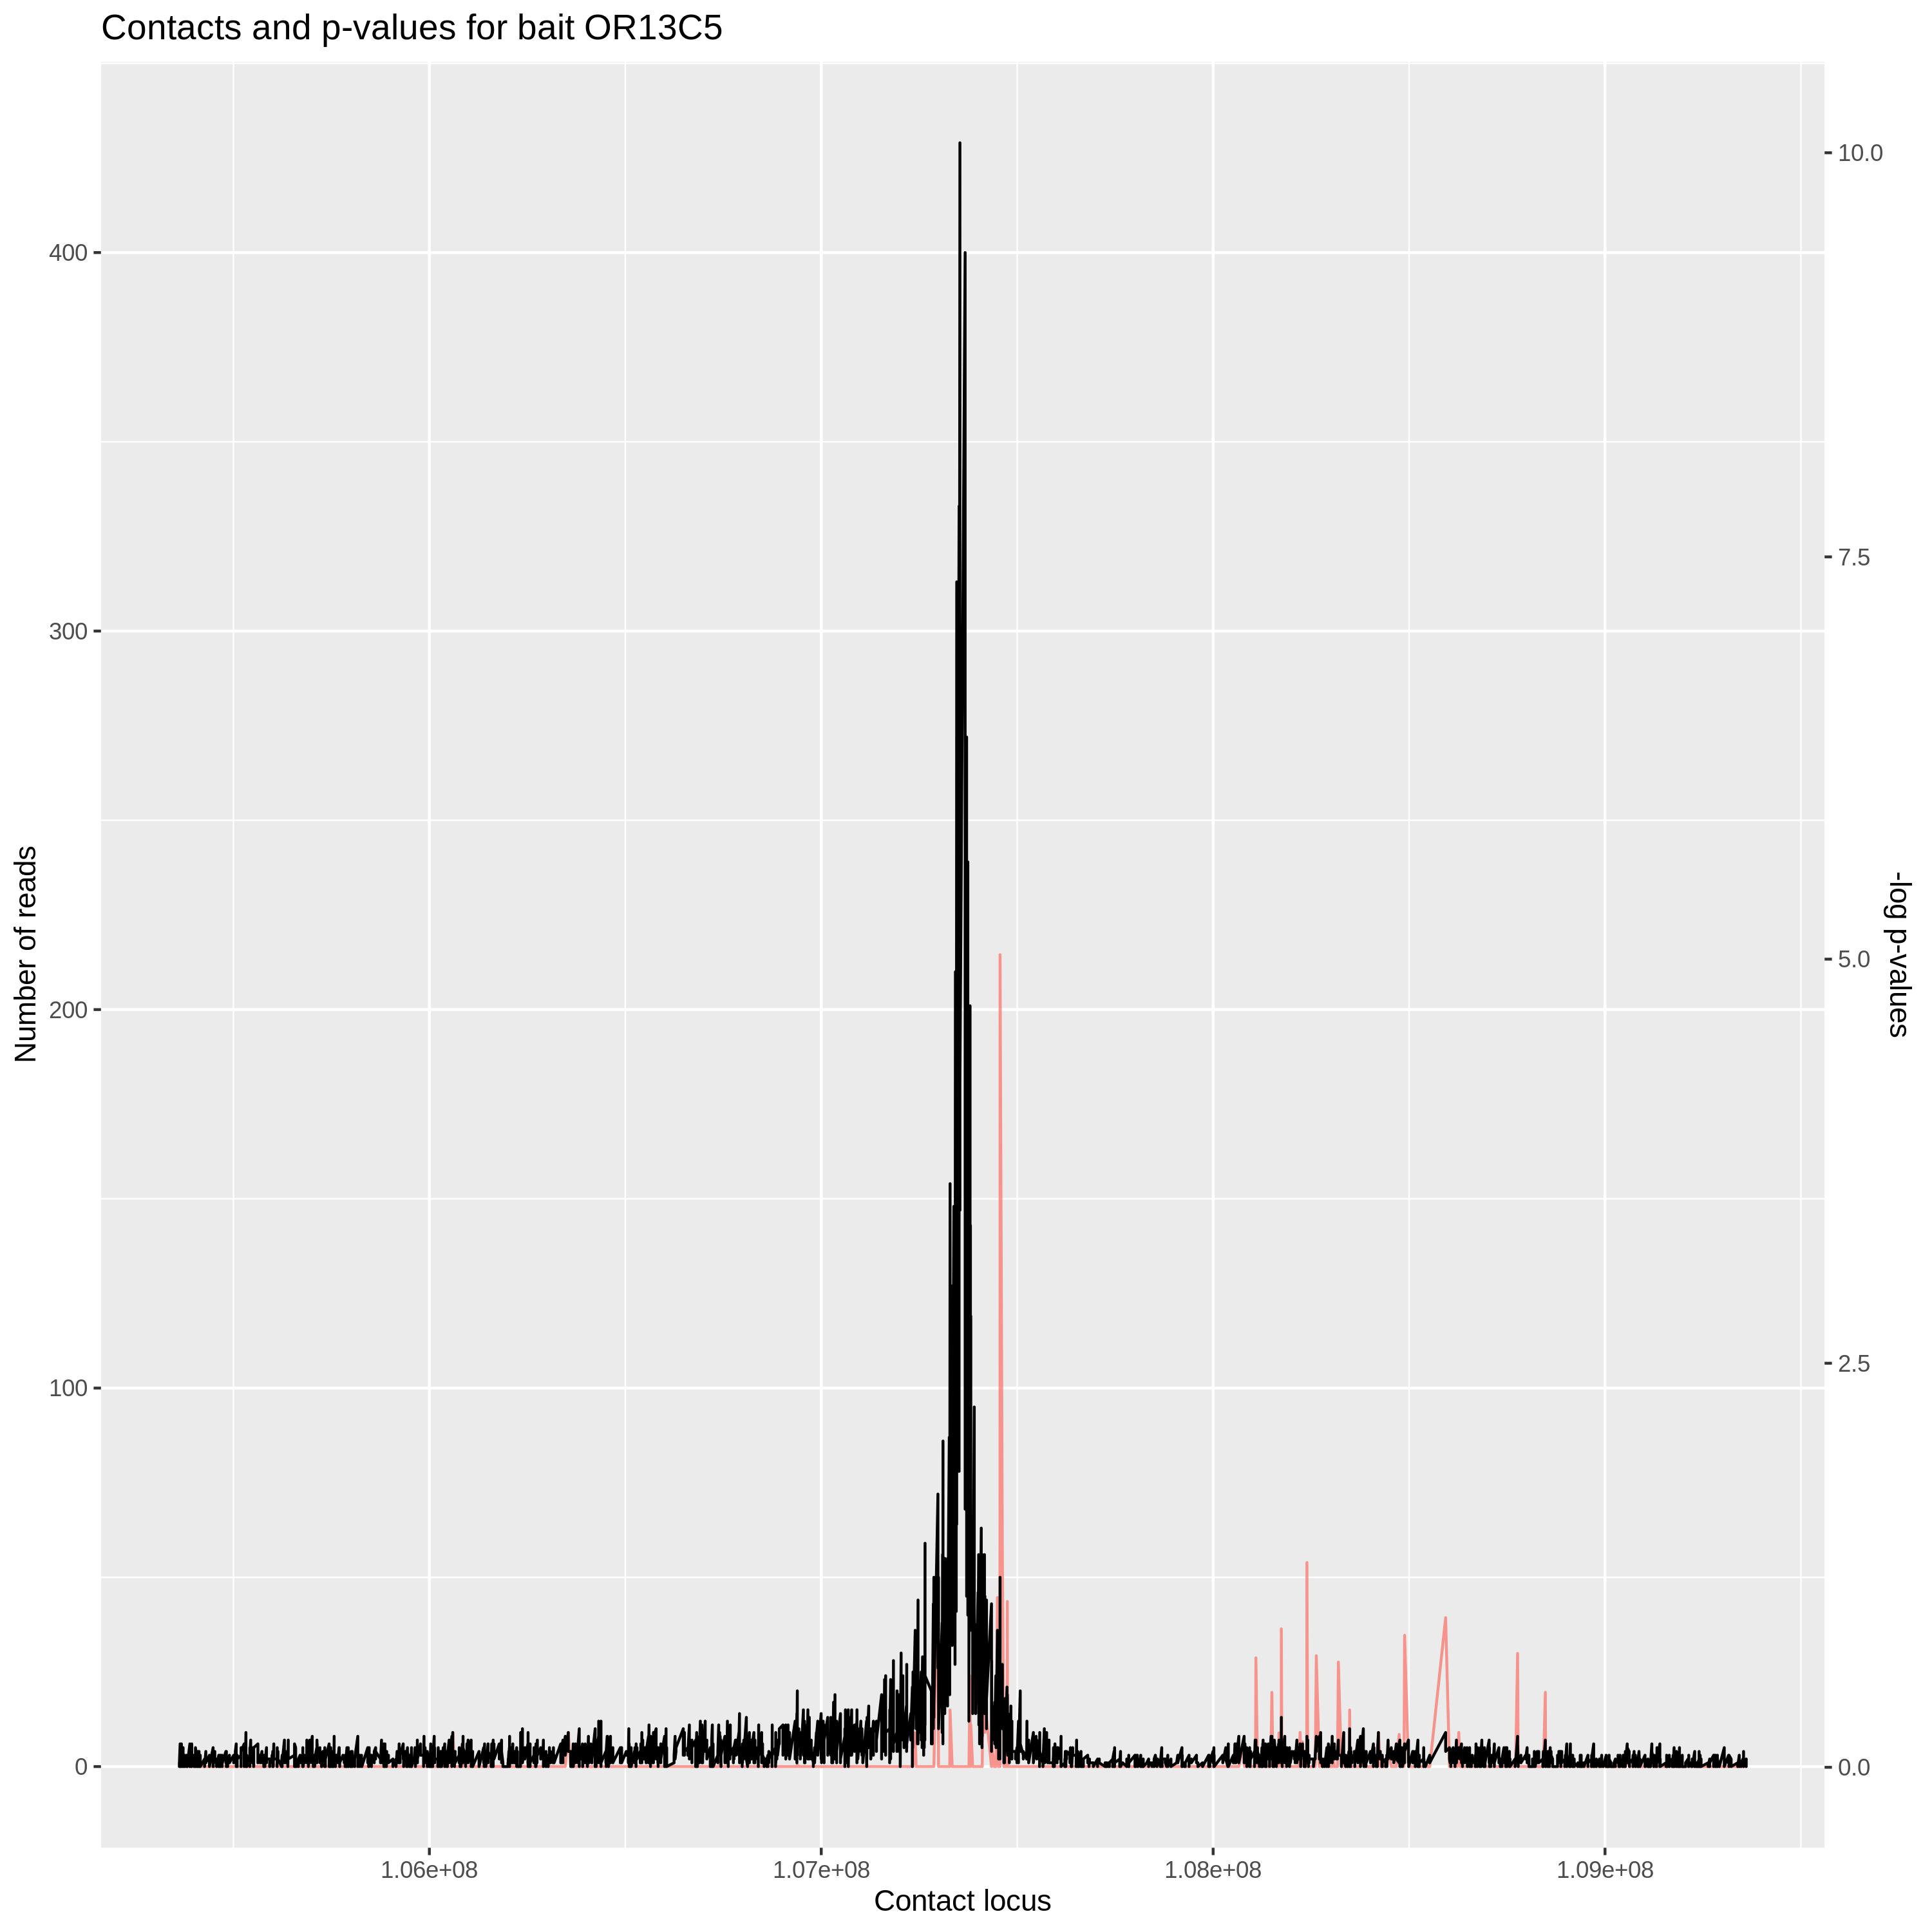 Contacts and p-values for bait OR13C5
Number of reads
400
300
200
100
0
10.0
7.5
5.0
2.5
0.0
-log p-values
1.06e+08
1.07e+08
1.08e+08
1.09e+08
Contact locus